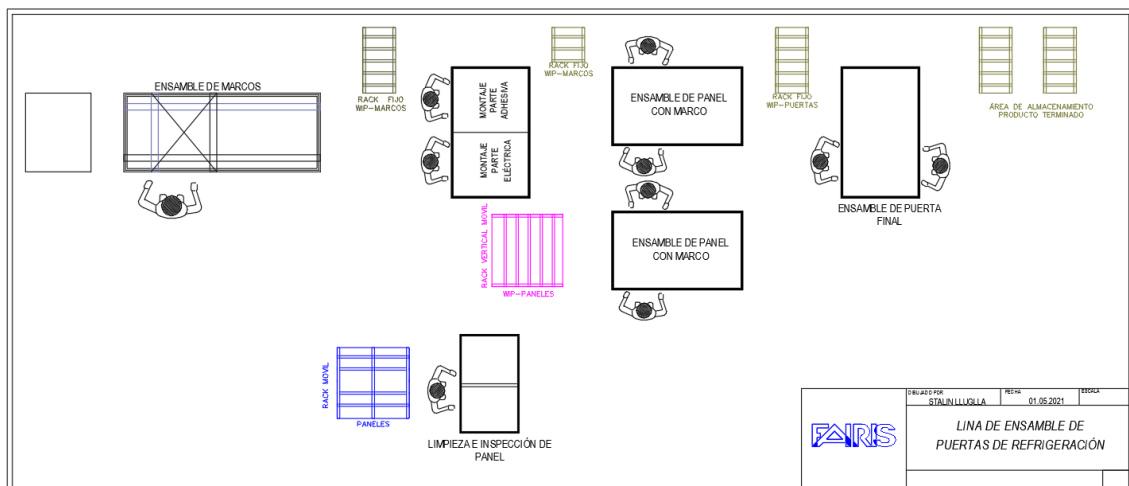 ENSAMBLE DE MARCOS
RACK FIJO
WIP-MARCOS
MONTAJE
PARTE
ADHESIVA
MONTAJE
PARTE
ELÉCTRICA
RACK FIJO
WIP-MARCOS
ENSAMBLE DE PANEL
CON MARCO
RACK FIJO
WIP-PUERTAS
ÁREA DE ALMACENAMIENTO
PRODUCTO TERMINADO
ENSAMBLE DE PUERTA
FINAL
RACK VERTICAL MOVIL
WIP-PANELES
ENSAMBLE DE PANEL
CON MARCO
RACK MOVIL
PANELES
LIMPIEZA E INSPECCIÓN DE
PANEL
FAIRIS
DIBUJADO POR
STALIN LLUGLLA
FECHA
01.05.2021
ESCALA
LINA DE ENSAMBLE DE
PUERTAS DE REFRIGERACIÓN